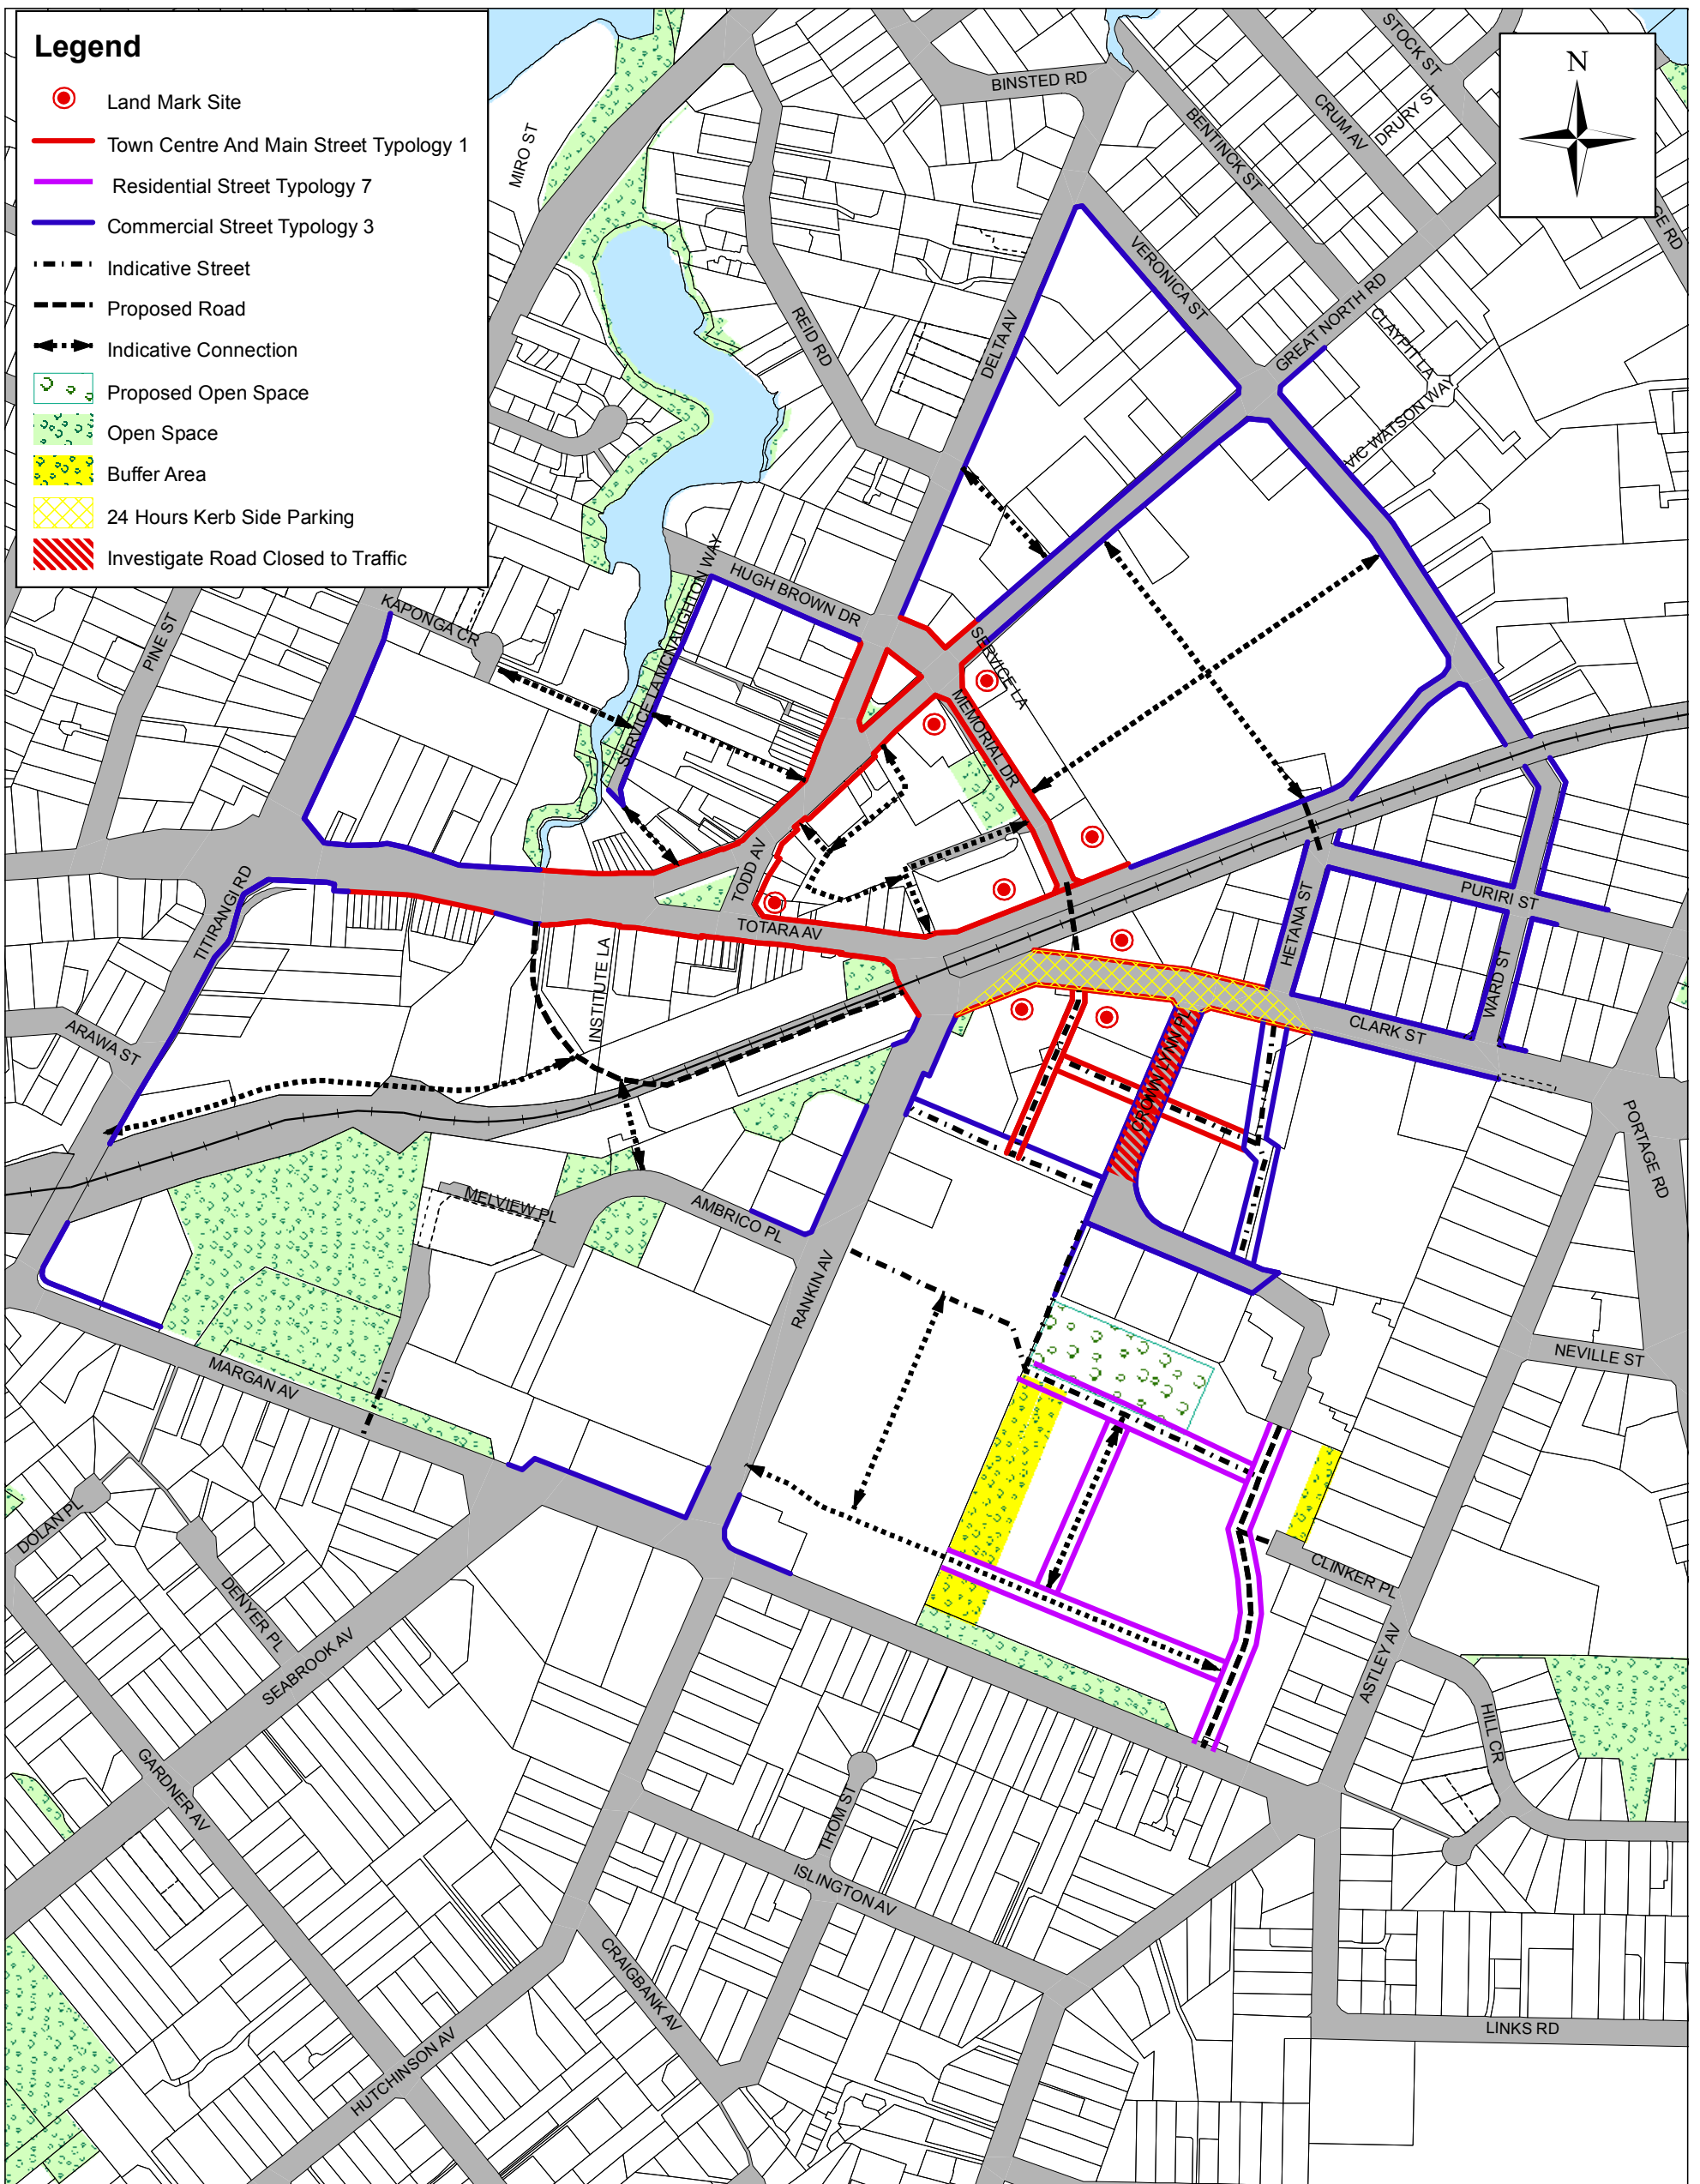 Legend
Land Mark Site
Town Centre And Main Street Typology 1
Residential Street Typology 7
Commercial Street Typology 3
Indicative Street
Proposed Road
Indicative Connection
Proposed Open Space
Open Space
Buffer Area
24 Hours Kerb Side Parking
Investigate Road Closed to Traffic
N
STOCK ST
BINSTED RD
CRUM AV
DRURY ST
BENTINCK ST
MIRO ST
GE RD
VERONICA ST
GREAT NORTH RD
REID RD
DELTA AV
CLAYPIT LA
VIC WATSON WAY
HUGH BROWN DR
KAPONGA CR
PINE ST
SERVICE LA
MCNAUGHTON WAY
SERVICE LA
MEMORIAL DR
TODD AV
TOTARA AV
TITIRANGI RD
PURIRI ST
HETANA ST
WARD ST
INSTITUTE LA
CLARK ST
ARAWA ST
CROWN LYNN PL
PORTAGE RD
MELVIEW PL
AMBRICO PL
RANKIN AV
NEVILLE ST
MARGAN AV
DOLAN PL
CLINKER PL
DENYER PL
SEABROOK AV
ASTLEY AV
HILL CR
GARDNER AV
THOM ST
ISLINGTON AV
CRAIGBANK AV
LINKS RD
HUTCHINSON AV